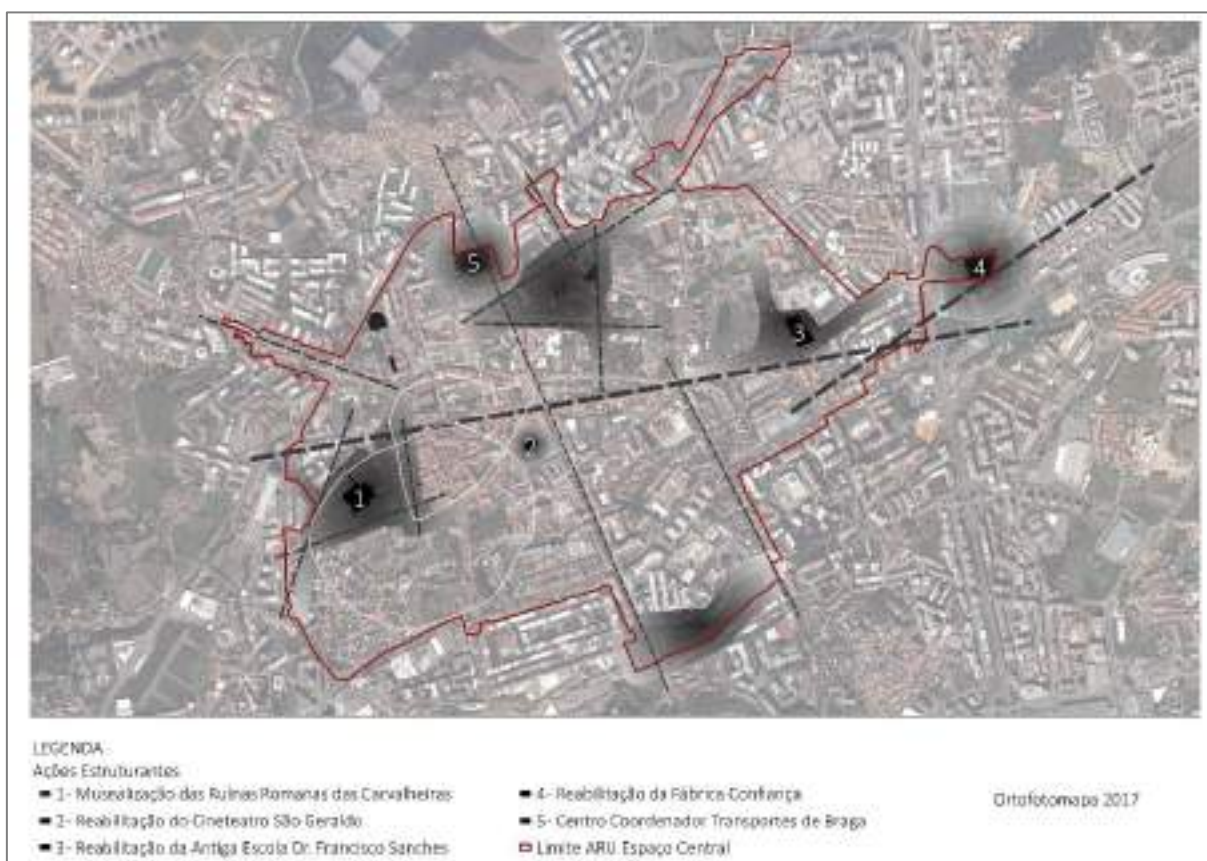 5
4
3
2
1
LEGENDA
Ações Estruturantes
1- Musealização das Ruínas Romanas das Carvalheiras
2- Reabilitação do Cineteatro São Geraldo
3- Reabilitação da Antiga Escola Dr. Francisco Sanches
4- Reabilitação da Fábrica Confiança
5- Centro Coordenador Transportes de Braga
Limite ARU Espaço Central
Ortofotomapa 2017